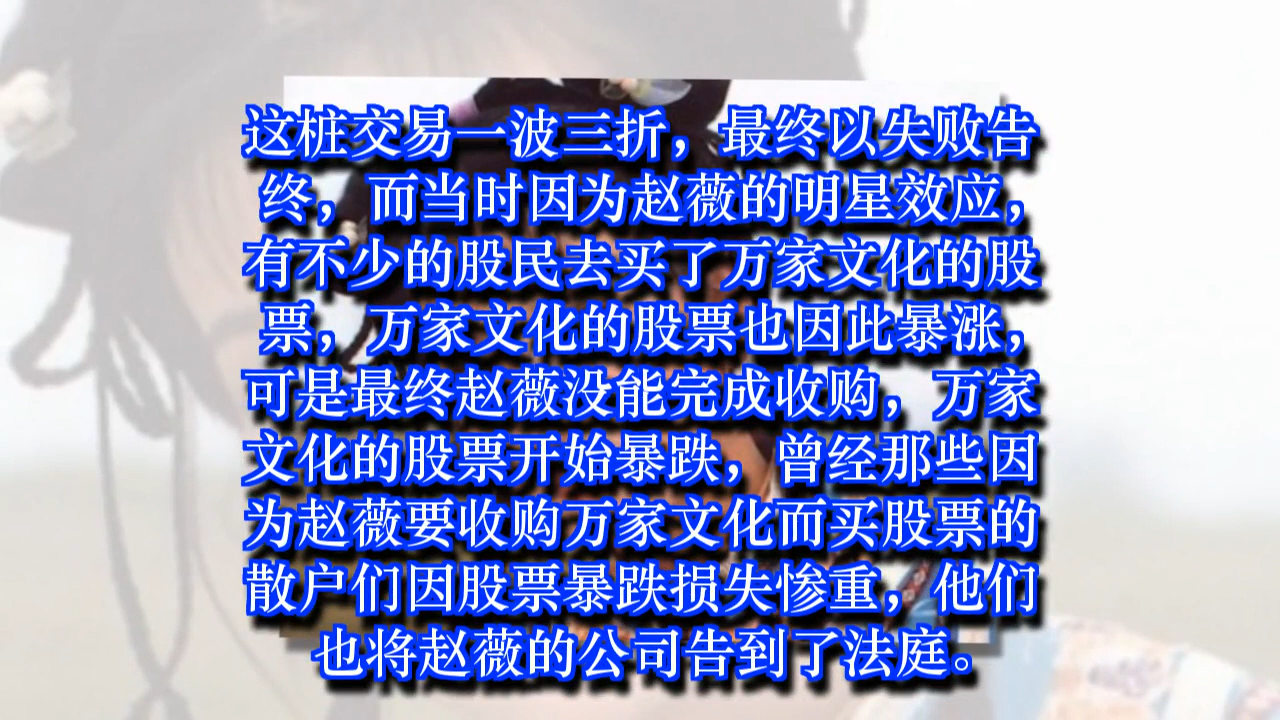 这桩交易一波三折，最终以失败告
终，而当时因为赵薇的明星效应，
有不少的股民去买了万家文化的股
票，万家文化的股票也因此暴涨，
可是最终赵薇没能完成收购，万家
文化的股票开始暴跌，曾经那些因
为赵薇要收购万家文化而买股票的
散户们因股票暴跌损失惨重，他们
也将赵薇的公司告到了法庭。